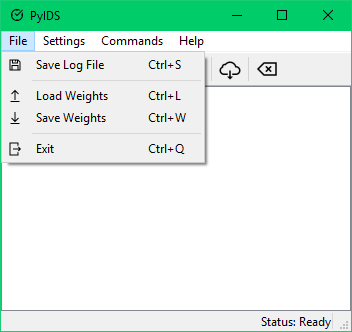 PyIDS
File Settings Commands Help
Save Log File Ctrl+S
Load Weights Ctrl+L
Save Weights Ctrl+W
Exit Ctrl+Q
Status: Ready